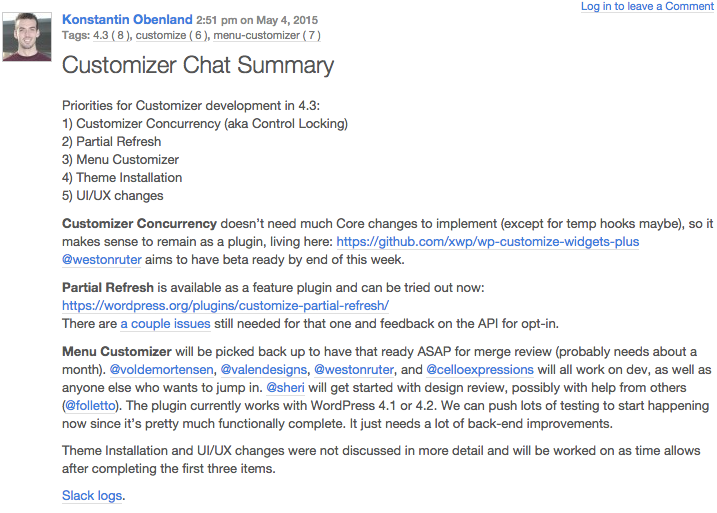 Log in to leave a Comment
Konstantin Obenland 2:51 pm on May 4, 2015
Tags: 4.3 ( 8 ), customize ( 6 ), menu-customizer ( 7 )
Customizer Chat Summary
Priorities for Customizer development in 4.3:
1) Customizer Concurrency (aka Control Locking)
2) Partial Refresh
3) Menu Customizer
4) Theme Installation
5) UI/UX changes
Customizer Concurrency doesn’t need much Core changes to implement (except for temp hooks maybe), so it
makes sense to remain as a plugin, living here: https://github.com/xwp/wp-customize-widgets-plus
@westonruter aims to have beta ready by end of this week.
Partial Refresh is available as a feature plugin and can be tried out now:
https://wordpress.org/plugins/customize-partial-refresh/
There are a couple issues still needed for that one and feedback on the API for opt-in.
Menu Customizer will be picked back up to have that ready ASAP for merge review (probably needs about a
month). @voldemortensen, @valendesigns, @westonruter, and @celloexpressions will all work on dev, as well as
anyone else who wants to jump in. @sheri will get started with design review, possibly with help from others
(@folletto). The plugin currently works with WordPress 4.1 or 4.2. We can push lots of testing to start happening
now since it’s pretty much functionally complete. It just needs a lot of back-end improvements.
Theme Installation and UI/UX changes were not discussed in more detail and will be worked on as time allows
after completing the first three items.
Slack logs.